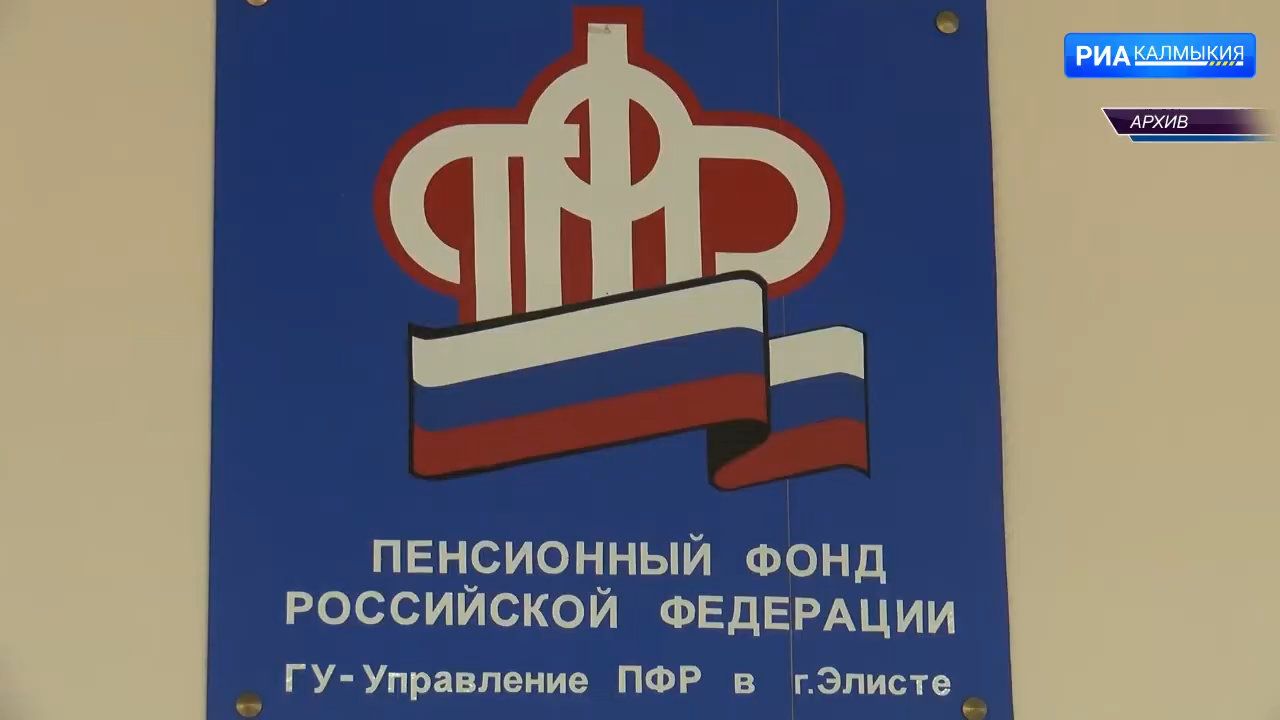 РИА КАЛМЫКИЯ
АРХИВ
ПФР
ПЕНСИОННЫЙ ФОНД
РОССИЙСКОЙ ФЕДЕРАЦИИ
ГУ-Управление ПФР в г.Элисте